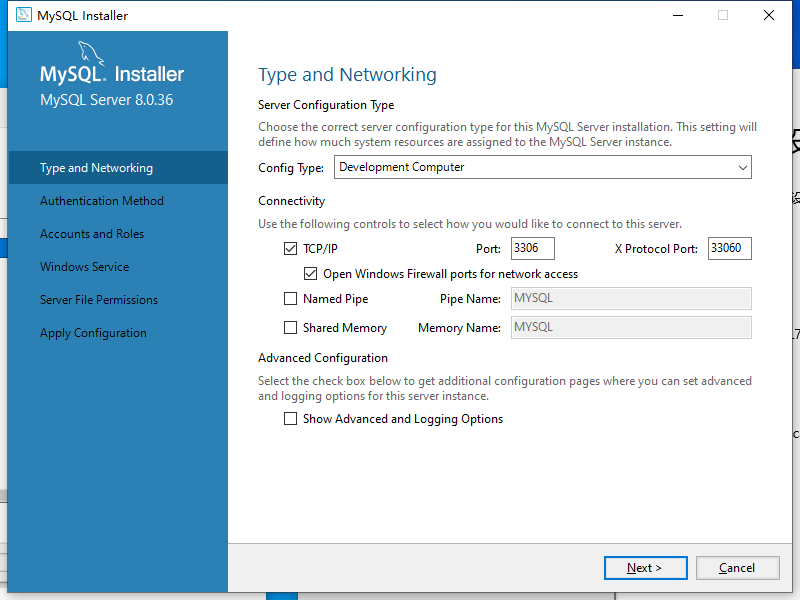 MySQL Installer
MySQL. Installer
MySQL Server 8.0.36
Type and Networking
Authentication Method
Accounts and Roles
Windows Service
Server File Permissions
Apply Configuration
Type and Networking
Server Configuration Type
Choose the correct server configuration type for this MySQL Server installation. This setting will
define how much system resources are assigned to the MySQL Server instance.
Config Type: Development Computer
Connectivity
Use the following controls to select how you would like to connect to this server.
TCP/IP Port: 3306 X Protocol Port: 33060
Open Windows Firewall ports for network access
Named Pipe Pipe Name: MYSQL
Shared Memory Memory Name: MYSQL
Advanced Configuration
Select the check box below to get additional configuration pages where you can set advanced
and logging options for this server instance.
Show Advanced and Logging Options
Next > Cancel